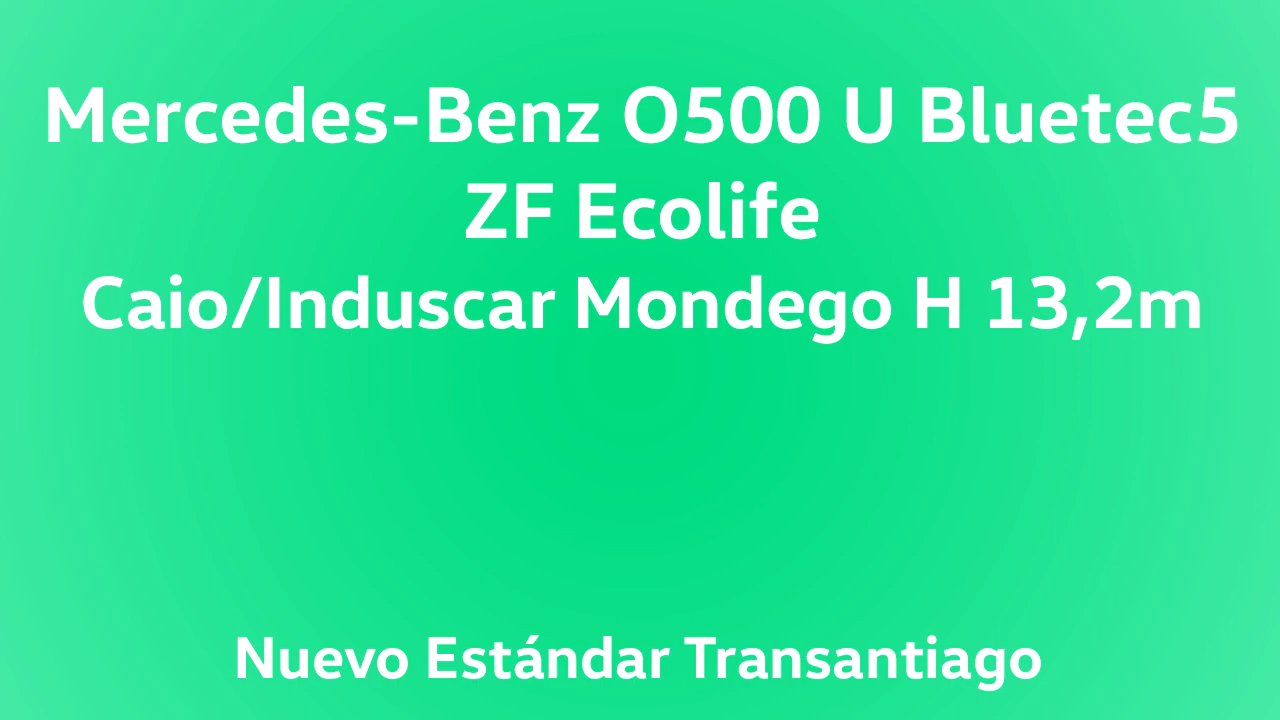 Mercedes-Benz O500 U Bluetec5
ZF Ecolife
Caio/Induscar Mondego H 13,2m
Nuevo Estándar Transantiago